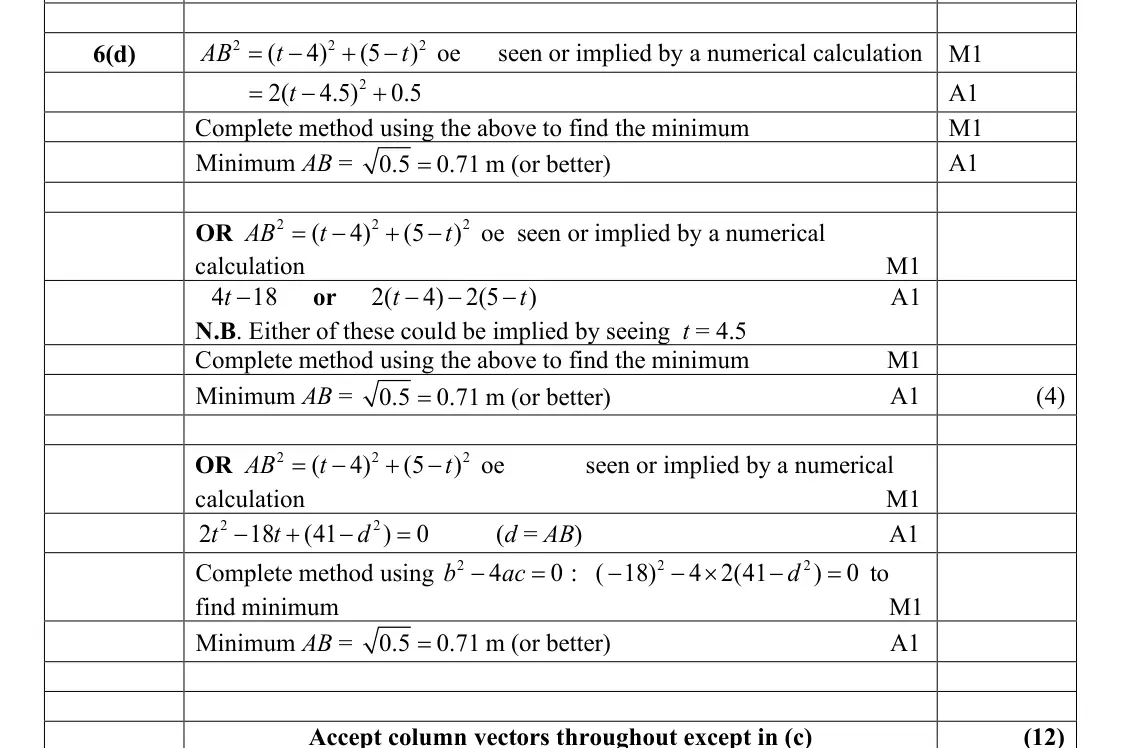 6(d) AB² = (t − 4)² + (5 − t)² oe seen or implied by a numerical calculation M1
= 2(t − 4.5)² + 0.5 A1
Complete method using the above to find the minimum M1
Minimum AB = √0.5 = 0.71 m (or better) A1
OR AB² = (t − 4)² + (5 − t)² oe seen or implied by a numerical
calculation M1
4t − 18 or 2(t − 4) − 2(5 − t) A1
N.B. Either of these could be implied by seeing t = 4.5
Complete method using the above to find the minimum M1
Minimum AB = √0.5 = 0.71 m (or better) A1 (4)
OR AB² = (t − 4)² + (5 − t)² oe seen or implied by a numerical
calculation M1
2t² − 18t + (41 − d²) = 0 (d = AB) A1
Complete method using b² − 4ac = 0 : (−18)² − 4 × 2(41 − d²) = 0 to
find minimum M1
Minimum AB = √0.5 = 0.71 m (or better) A1
Accept column vectors throughout except in (c) (12)